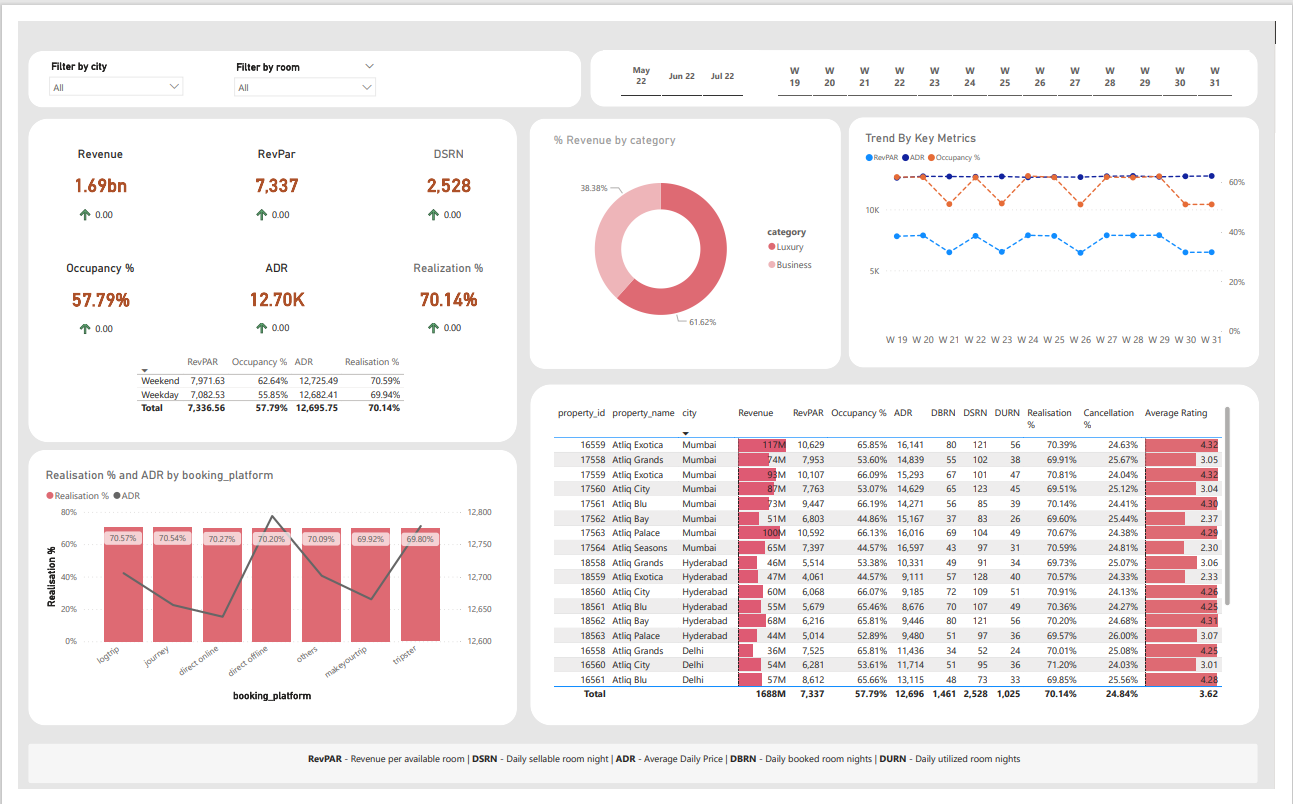 Filter by city
All
Filter by room
All
May 22
Jun 22
Jul 22
W 19
W 20
W 21
W 22
W 23
W 24
W 25
W 26
W 27
W 28
W 29
W 30
W 31
Revenue
1.69bn
0.00
RevPar
7,337
0.00
DSRN
2,528
0.00
Occupancy %
57.79%
0.00
ADR
12.70K
0.00
Realization %
70.14%
0.00
RevPAR Occupancy % ADR Realisation %
Weekend 7,971.63 62.64% 12,725.49 70.59%
Weekday 7,082.53 55.85% 12,682.41 69.94%
Total 7,336.56 57.79% 12,695.75 70.14%
% Revenue by category
38.38%
61.62%
category
Luxury
Business
Trend By Key Metrics
RevPAR ADR Occupancy %
10K
5K
60%
40%
20%
0%
W 19 W 20 W 21 W 22 W 23 W 24 W 25 W 26 W 27 W 28 W 29 W 30 W 31
Realisation % and ADR by booking_platform
Realisation % ADR
Realisation %
80%
60%
40%
20%
0%
70.57% 70.54% 70.27% 70.20% 70.09% 69.92% 69.80%
12,800
12,750
12,700
12,650
12,600
logtrip journey direct online direct offline others makeyourtrip tripster
booking_platform
property_id property_name city Revenue RevPAR Occupancy % ADR DBRN DSRN DURN Realisation % Cancellation % Average Rating
16559 Atliq Exotica Mumbai 117M 10,629 65.85% 16,141 80 121 56 70.39% 24.63% 4.32
17558 Atliq Grands Mumbai 74M 7,953 53.60% 14,839 55 102 38 69.91% 25.67% 3.05
17559 Atliq Exotica Mumbai 93M 10,107 66.09% 15,293 67 101 47 70.81% 24.04% 4.32
17560 Atliq City Mumbai 87M 7,763 53.07% 14,629 65 123 45 69.51% 25.12% 3.04
17561 Atliq Blu Mumbai 73M 9,447 66.19% 14,271 56 85 39 70.14% 24.41% 4.30
17562 Atliq Bay Mumbai 51M 6,803 44.86% 15,167 37 83 26 69.60% 25.44% 2.37
17563 Atliq Palace Mumbai 100M 10,592 66.13% 16,016 69 104 49 70.67% 24.38% 4.29
17564 Atliq Seasons Mumbai 65M 7,397 44.57% 16,597 43 97 31 70.59% 24.81% 2.30
18558 Atliq Grands Hyderabad 46M 5,514 53.38% 10,331 49 91 34 69.73% 25.07% 3.06
18559 Atliq Exotica Hyderabad 47M 4,061 44.57% 9,111 57 128 40 70.57% 24.33% 2.33
18560 Atliq City Hyderabad 60M 6,068 66.07% 9,185 72 109 51 70.91% 24.13% 4.26
18561 Atliq Blu Hyderabad 55M 5,679 65.46% 8,676 70 107 49 70.36% 24.27% 4.25
18562 Atliq Bay Hyderabad 68M 6,216 65.81% 9,446 80 121 56 70.20% 24.68% 4.31
18563 Atliq Palace Hyderabad 44M 5,014 52.89% 9,480 51 97 36 69.57% 26.00% 3.07
16558 Atliq Grands Delhi 36M 7,525 65.81% 11,436 34 52 24 70.01% 25.08% 4.25
16560 Atliq City Delhi 54M 6,281 53.61% 11,714 51 95 36 71.20% 24.03% 3.01
16561 Atliq Blu Delhi 57M 8,612 65.66% 13,115 48 73 33 69.85% 25.56% 4.28
Total 1688M 7,337 57.79% 12,696 1,461 2,528 1,025 70.14% 24.84% 3.62
RevPAR - Revenue per available room | DSRN - Daily sellable room night | ADR - Average Daily Price | DBRN - Daily booked room nights | DURN - Daily utilized room nights